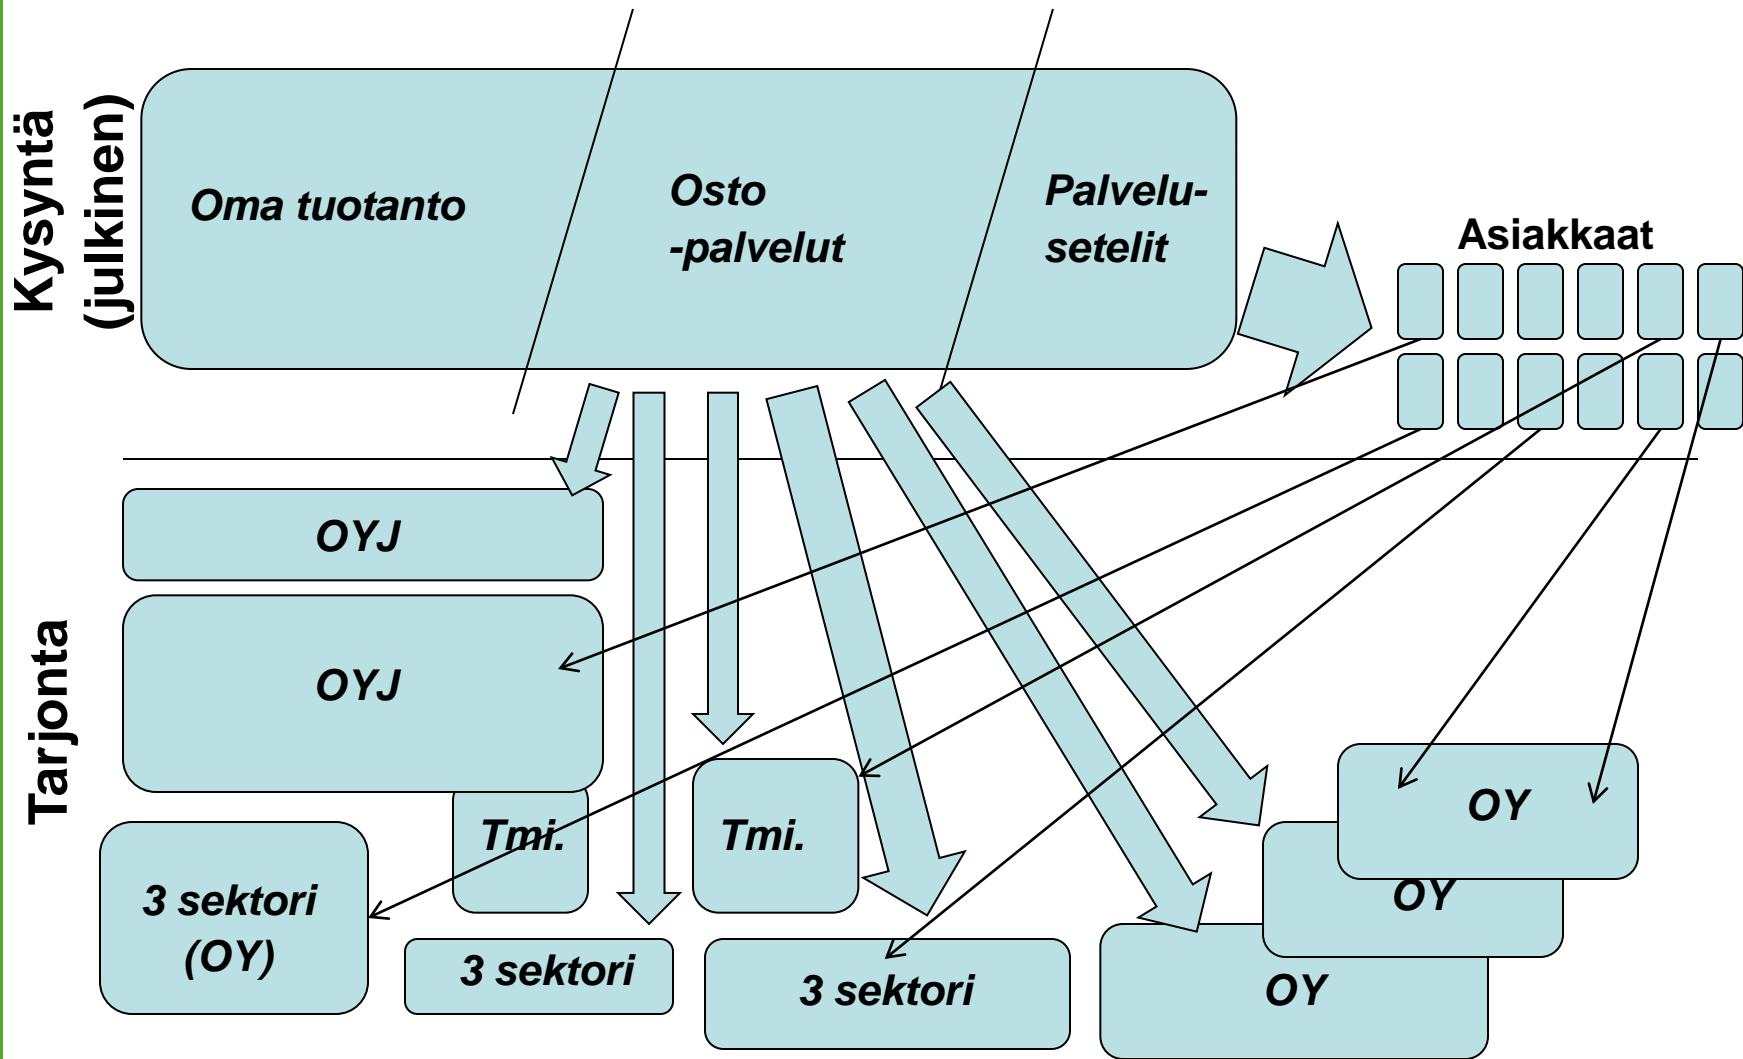 Kysyntä
(julkinen)
Oma tuotanto
Osto
-palvelut
Palvelu-
setelit
Asiakkaat
Tarjonta
OYJ
OYJ
Tmi.
Tmi.
3 sektori
(OY)
3 sektori
3 sektori
OY
OY
OY